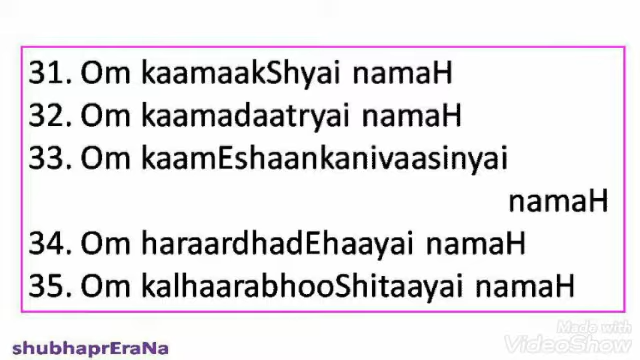 31. Om kaamaakShyai namaH
32. Om kaamadaatryai namaH
33. Om kaamEshaankanivaasinyai
namaH
34. Om haraardhadEhaayai namaH
35. Om kalhaarabhooShitaayai namaH
shubhaprEraNa
Made with
VideoShow